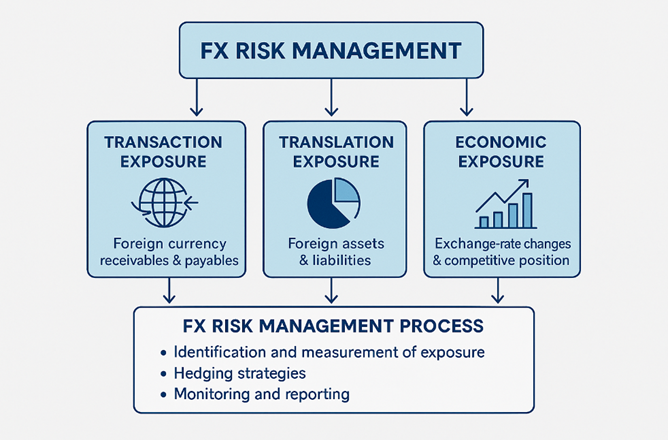 FX RISK MANAGEMENT
TRANSACTION
EXPOSURE
Foreign currency
receivables & payables
TRANSLATION
EXPOSURE
Foreign assets
& liabilities
ECONOMIC
EXPOSURE
Exchange-rate changes
& competitive position
FX RISK MANAGEMENT PROCESS
• Identification and measurement of exposure
• Hedging strategies
• Monitoring and reporting